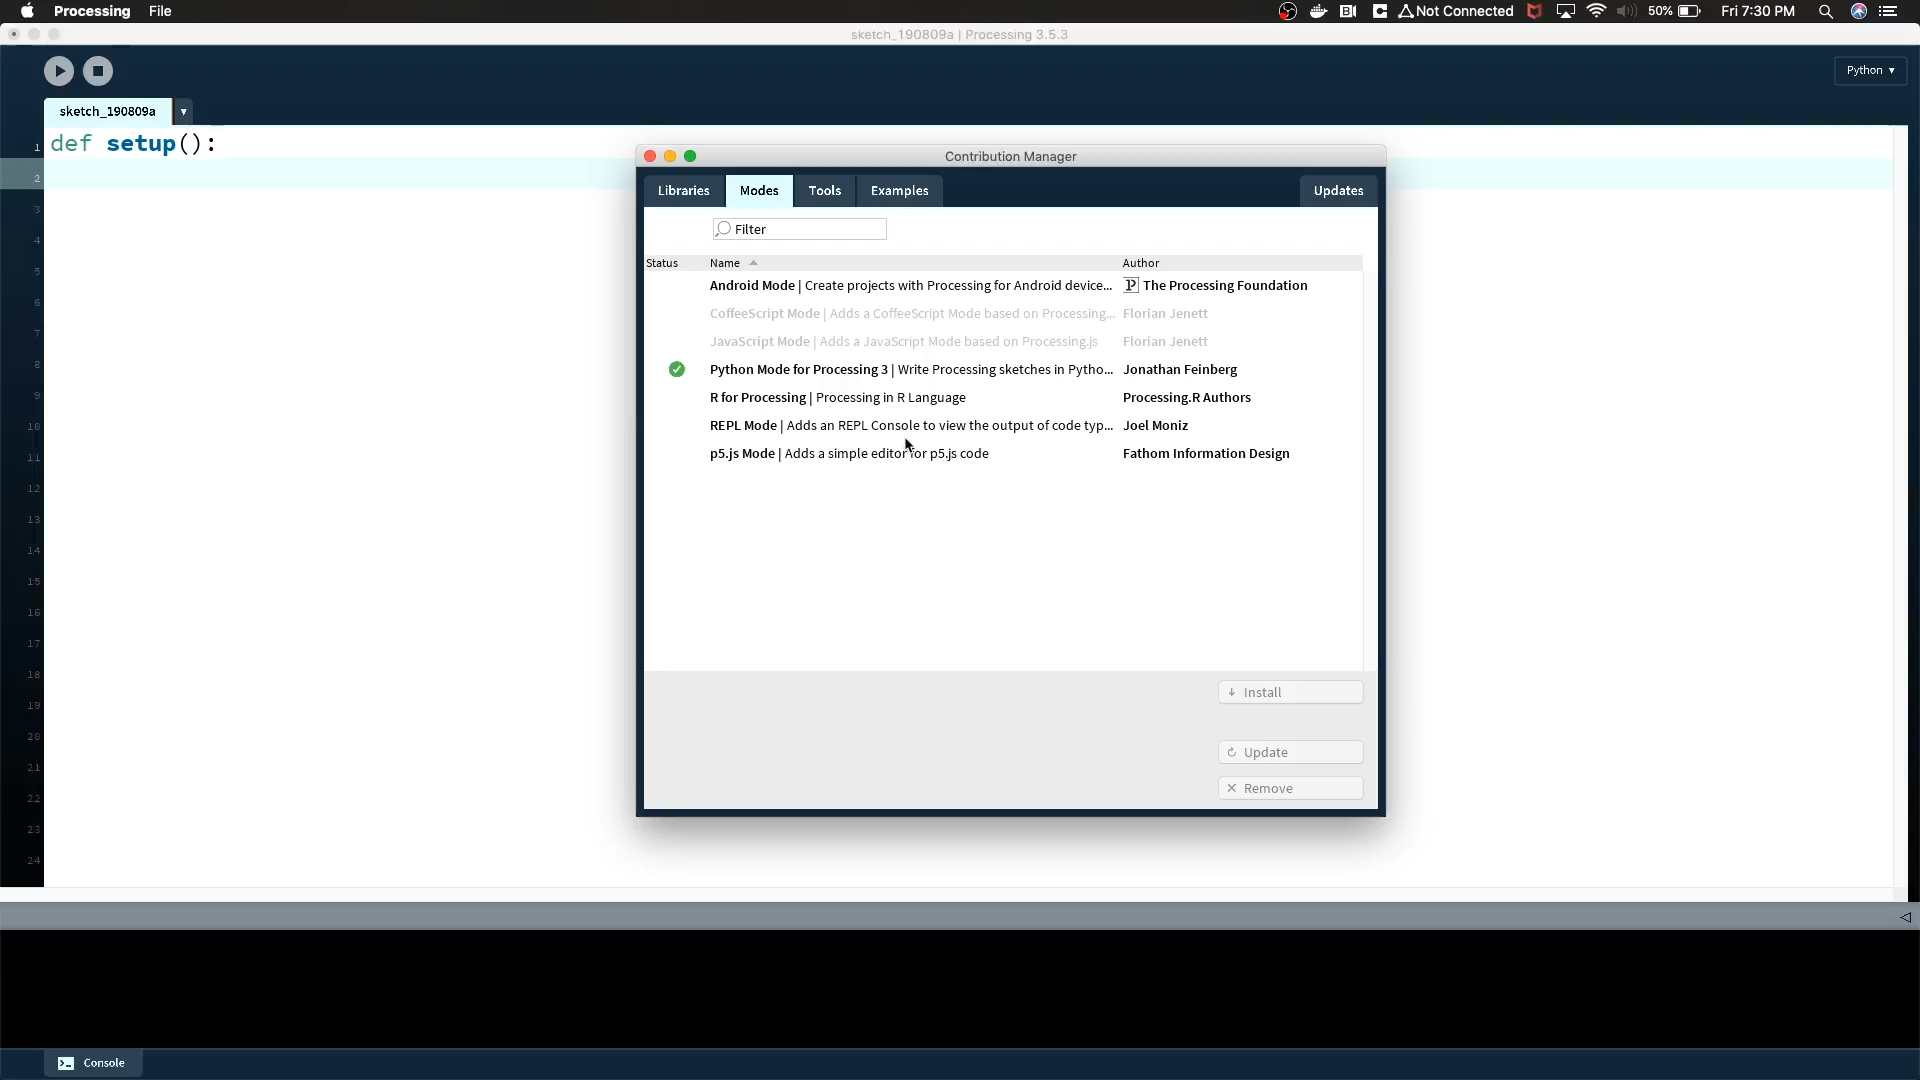 Processing File Not Connected 50% Fri 7:30 PM
sketch_190809a | Processing 3.5.3
Python
sketch_190809a
1 def setup():
2
3
4
5
6
7
8
9
10
11
12
13
14
15
16
17
18
19
20
21
22
23
24
Contribution Manager
Libraries Modes Tools Examples Updates
Filter
Status Name Author
Android Mode | Create projects with Processing for Android device... The Processing Foundation
CoffeeScript Mode | Adds a CoffeeScript Mode based on Processing... Florian Jenett
JavaScript Mode | Adds a JavaScript Mode based on Processing.js Florian Jenett
Python Mode for Processing 3 | Write Processing sketches in Pytho... Jonathan Feinberg
R for Processing | Processing in R Language Processing.R Authors
REPL Mode | Adds an REPL Console to view the output of code typ... Joel Moniz
p5.js Mode | Adds a simple editor for p5.js code Fathom Information Design
Install
Update
Remove
Console